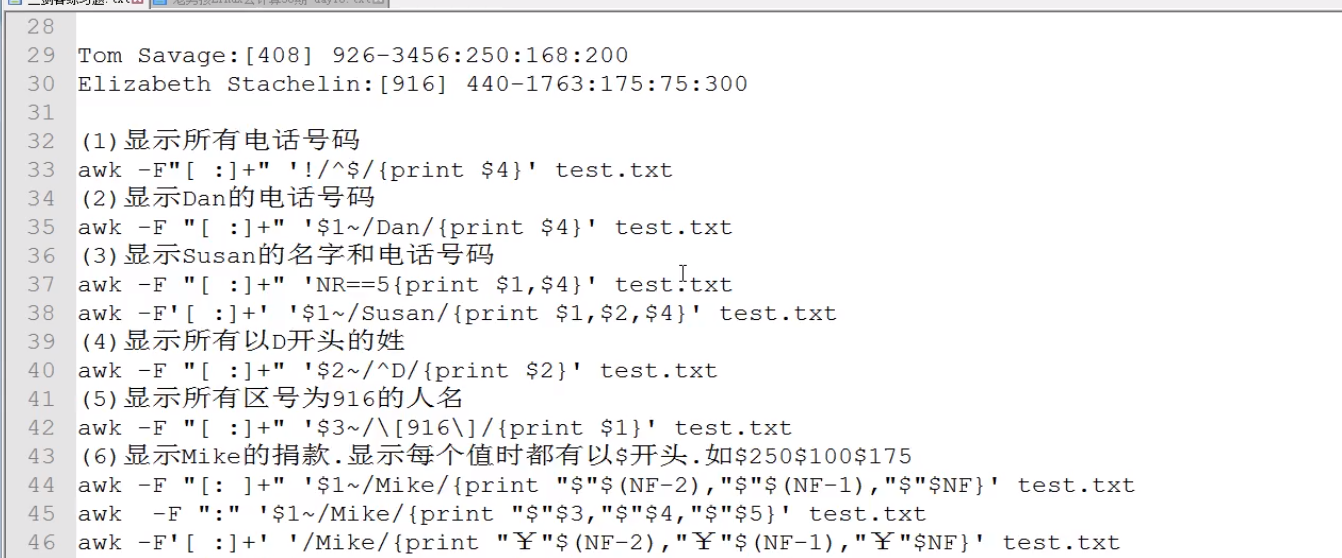 28
29 Tom Savage:[408] 926-3456:250:168:200
30 Elizabeth Stachelin:[916] 440-1763:175:75:300
31
32 (1)显示所有电话号码
33 awk -F"[ :]+" '!/^$/{print $4}' test.txt
34 (2)显示Dan的电话号码
35 awk -F "[ :]+" '$1~/Dan/{print $4}' test.txt
36 (3)显示Susan的名字和电话号码
37 awk -F "[ :]+" 'NR==5{print $1,$4}' test.txt
38 awk -F'[ :]+' '$1~/Susan/{print $1,$2,$4}' test.txt
39 (4)显示所有以D开头的姓
40 awk -F "[ :]+" '$2~/^D/{print $2}' test.txt
41 (5)显示所有区号为916的人名
42 awk -F "[ :]+" '$3~/\[916\]/{print $1}' test.txt
43 (6)显示Mike的捐款.显示每个值时都有以$开头.如$250$100$175
44 awk -F "[: ]+" '$1~/Mike/{print "$"$(NF-2),"$"$(NF-1),"$"$NF}' test.txt
45 awk  -F ":" '$1~/Mike/{print "$"$3,"$"$4,"$"$5}' test.txt
46 awk -F'[ :]+' '/Mike/{print "¥"$(NF-2),"¥"$(NF-1),"¥"$NF}' test.txt